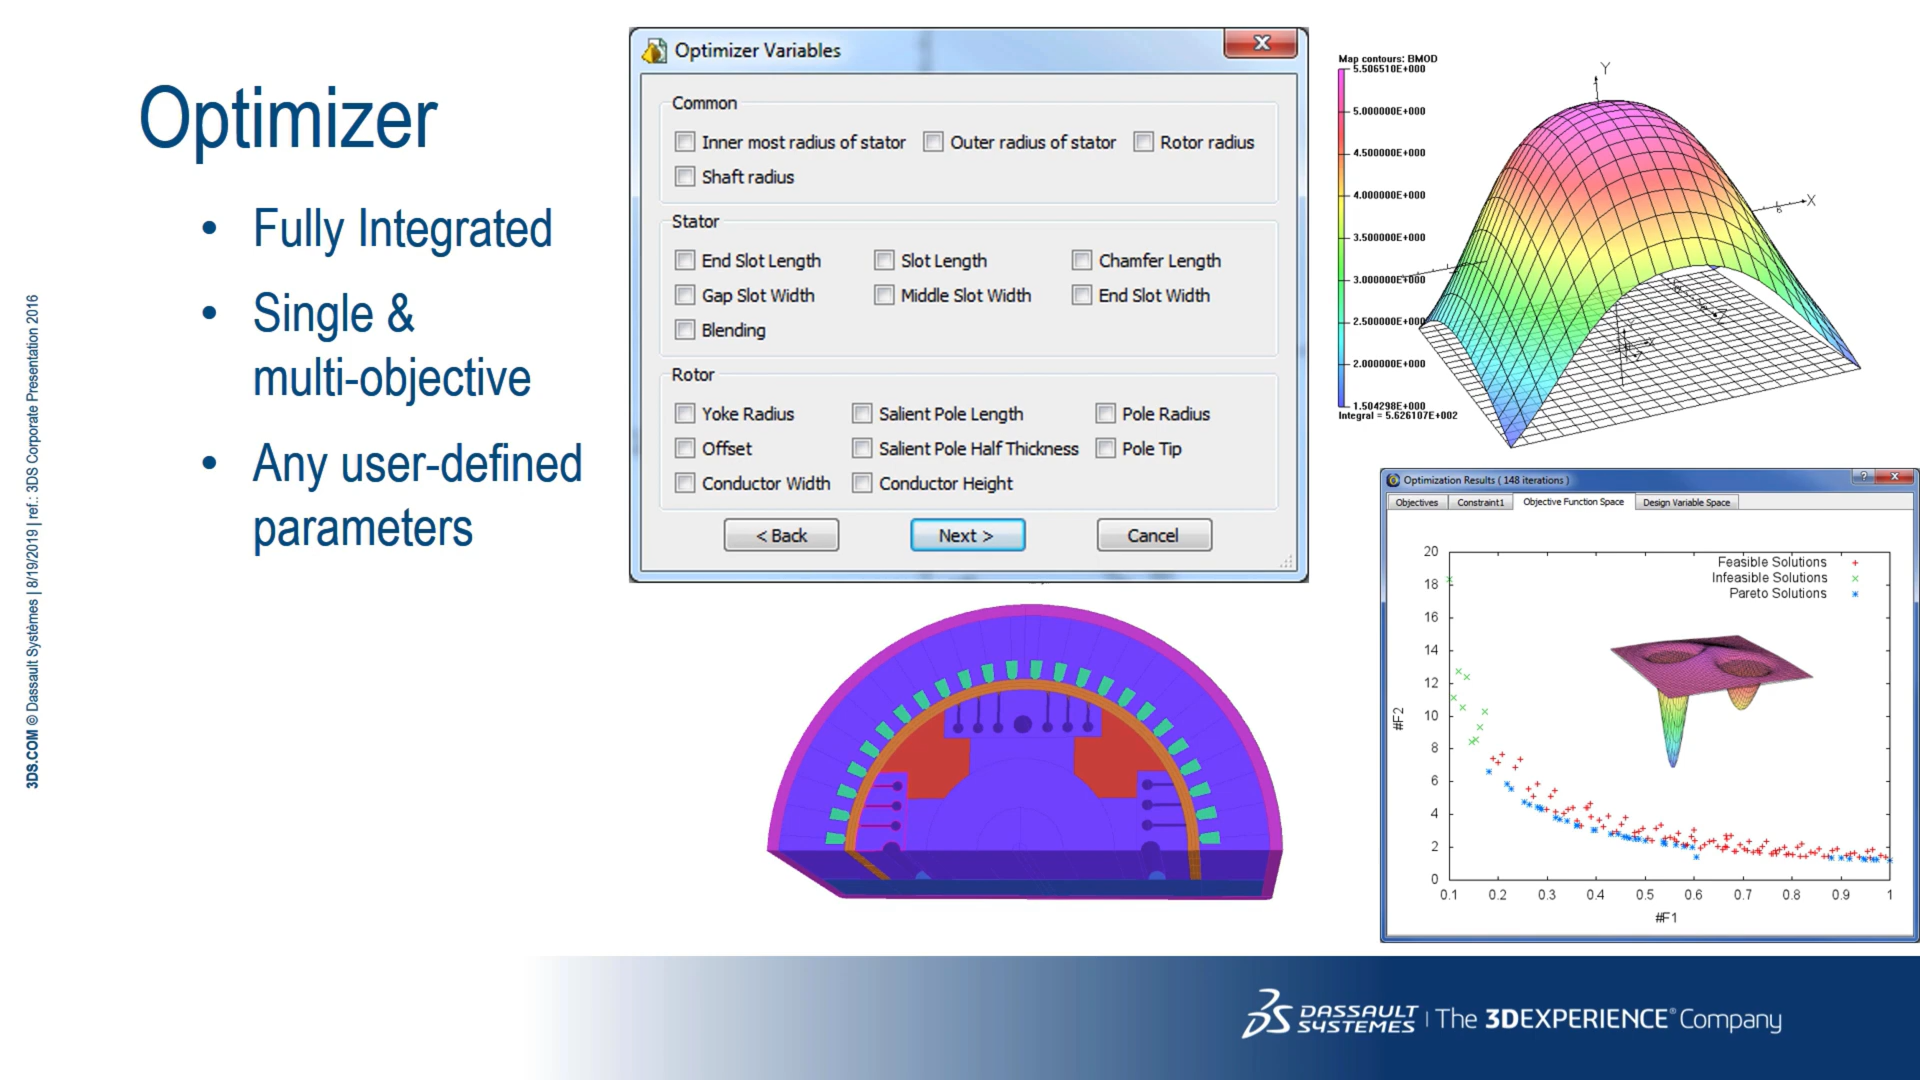 Optimizer
• Fully Integrated
• Single &
multi-objective
• Any user-defined
parameters
3DS.COM © Dassault Systèmes | 8/19/2019 | ref.: 3DS Corporate Presentation 2016
Optimizer Variables
Common
Inner most radius of stator Outer radius of stator Rotor radius
Shaft radius
Stator
End Slot Length Slot Length Chamfer Length
Gap Slot Width Middle Slot Width End Slot Width
Blending
Rotor
Yoke Radius Salient Pole Length Pole Radius
Offset Salient Pole Half Thickness Pole Tip
Conductor Width Conductor Height
< Back Next > Cancel
Map contours: BMOD
5.506510E+000
5.000000E+000
4.500000E+000
4.000000E+000
3.500000E+000
3.000000E+000
2.500000E+000
2.000000E+000
1.504298E+000
Integral = 5.626107E+002
Y
X
Z
Optimization Results ( 148 iterations )
Objectives Constraint1 Objective Function Space Design Variable Space
Feasible Solutions
Infeasible Solutions
Pareto Solutions
20
18
16
14
12
10
8
6
4
2
0
#F2
0.1 0.2 0.3 0.4 0.5 0.6 0.7 0.8 0.9 1
#F1
DASSAULT SYSTEMES | The 3DEXPERIENCE® Company